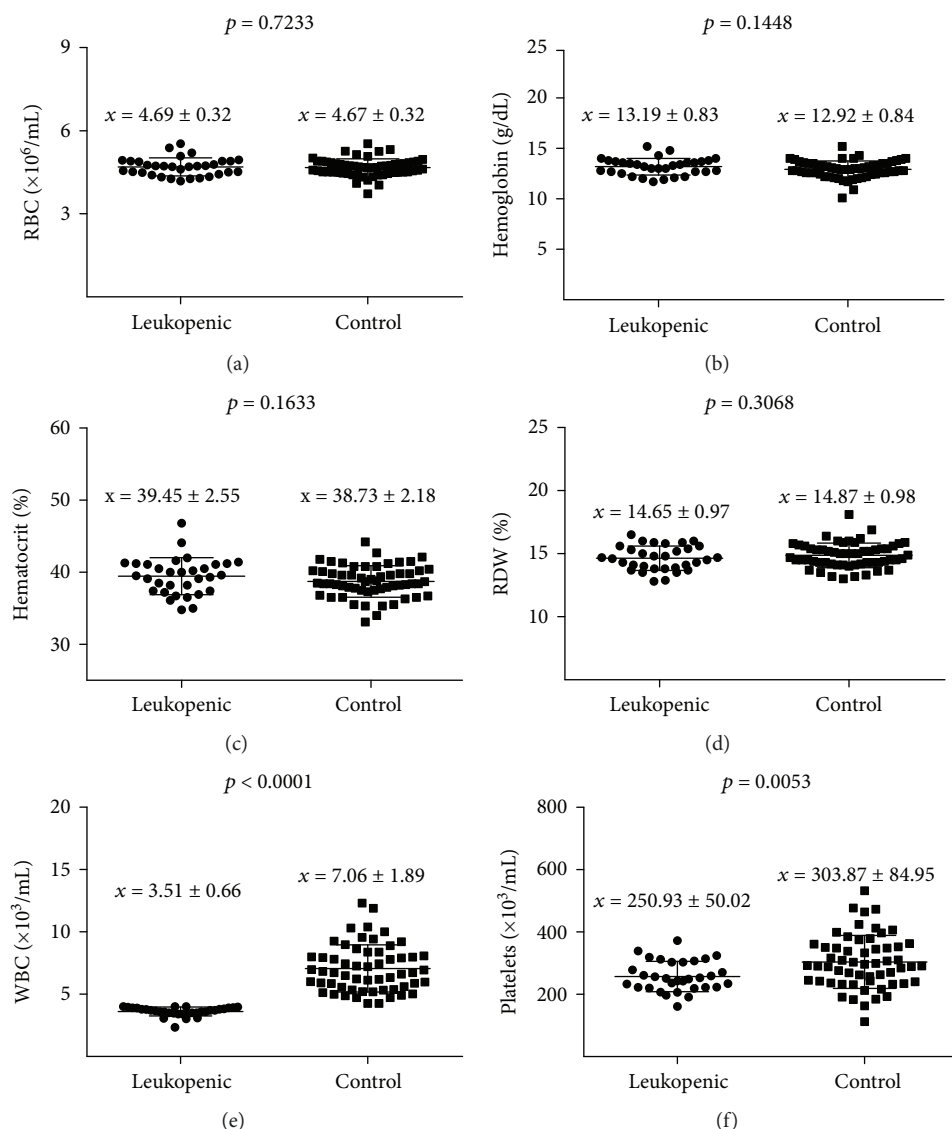 p = 0.7233
RBC (×10⁶/mL)
9
6
3
x = 4.69 ± 0.32
x = 4.67 ± 0.32
Leukopenic
Control
(a)
p = 0.1448
Hemoglobin (g/dL)
25
20
15
10
5
x = 13.19 ± 0.83
x = 12.92 ± 0.84
Leukopenic
Control
(b)
p = 0.1633
Hematocrit (%)
60
50
40
30
x = 39.45 ± 2.55
x = 38.73 ± 2.18
Leukopenic
Control
(c)
p = 0.3068
RDW (%)
25
20
15
10
x = 14.65 ± 0.97
x = 14.87 ± 0.98
Leukopenic
Control
(d)
p < 0.0001
WBC (×10³/mL)
20
15
10
5
x = 3.51 ± 0.66
x = 7.06 ± 1.89
Leukopenic
Control
(e)
p = 0.0053
Platelets (×10³/mL)
800
600
400
200
x = 250.93 ± 50.02
x = 303.87 ± 84.95
Leukopenic
Control
(f)